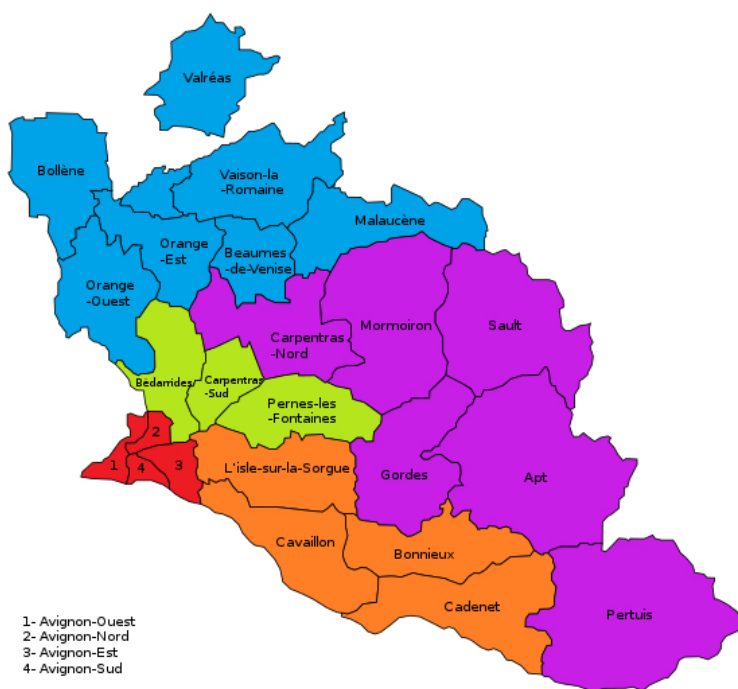 Valréas
Bollène
Vaison-la
-Romaine
Malaucène
Orange
-Est
Beaumes
-de-Venise
Orange
-Ouest
Carpentras
-Nord
Mormoiron
Sault
Bédarrides
Carpentras
-Sud
Pernes-les
-Fontaines
2
1
4
3
L'isle-sur-la-Sorgue
Gordes
Apt
Cavaillon
Bonnieux
Cadenet
Pertuis
1- Avignon-Ouest
2- Avignon-Nord
3- Avignon-Est
4- Avignon-Sud